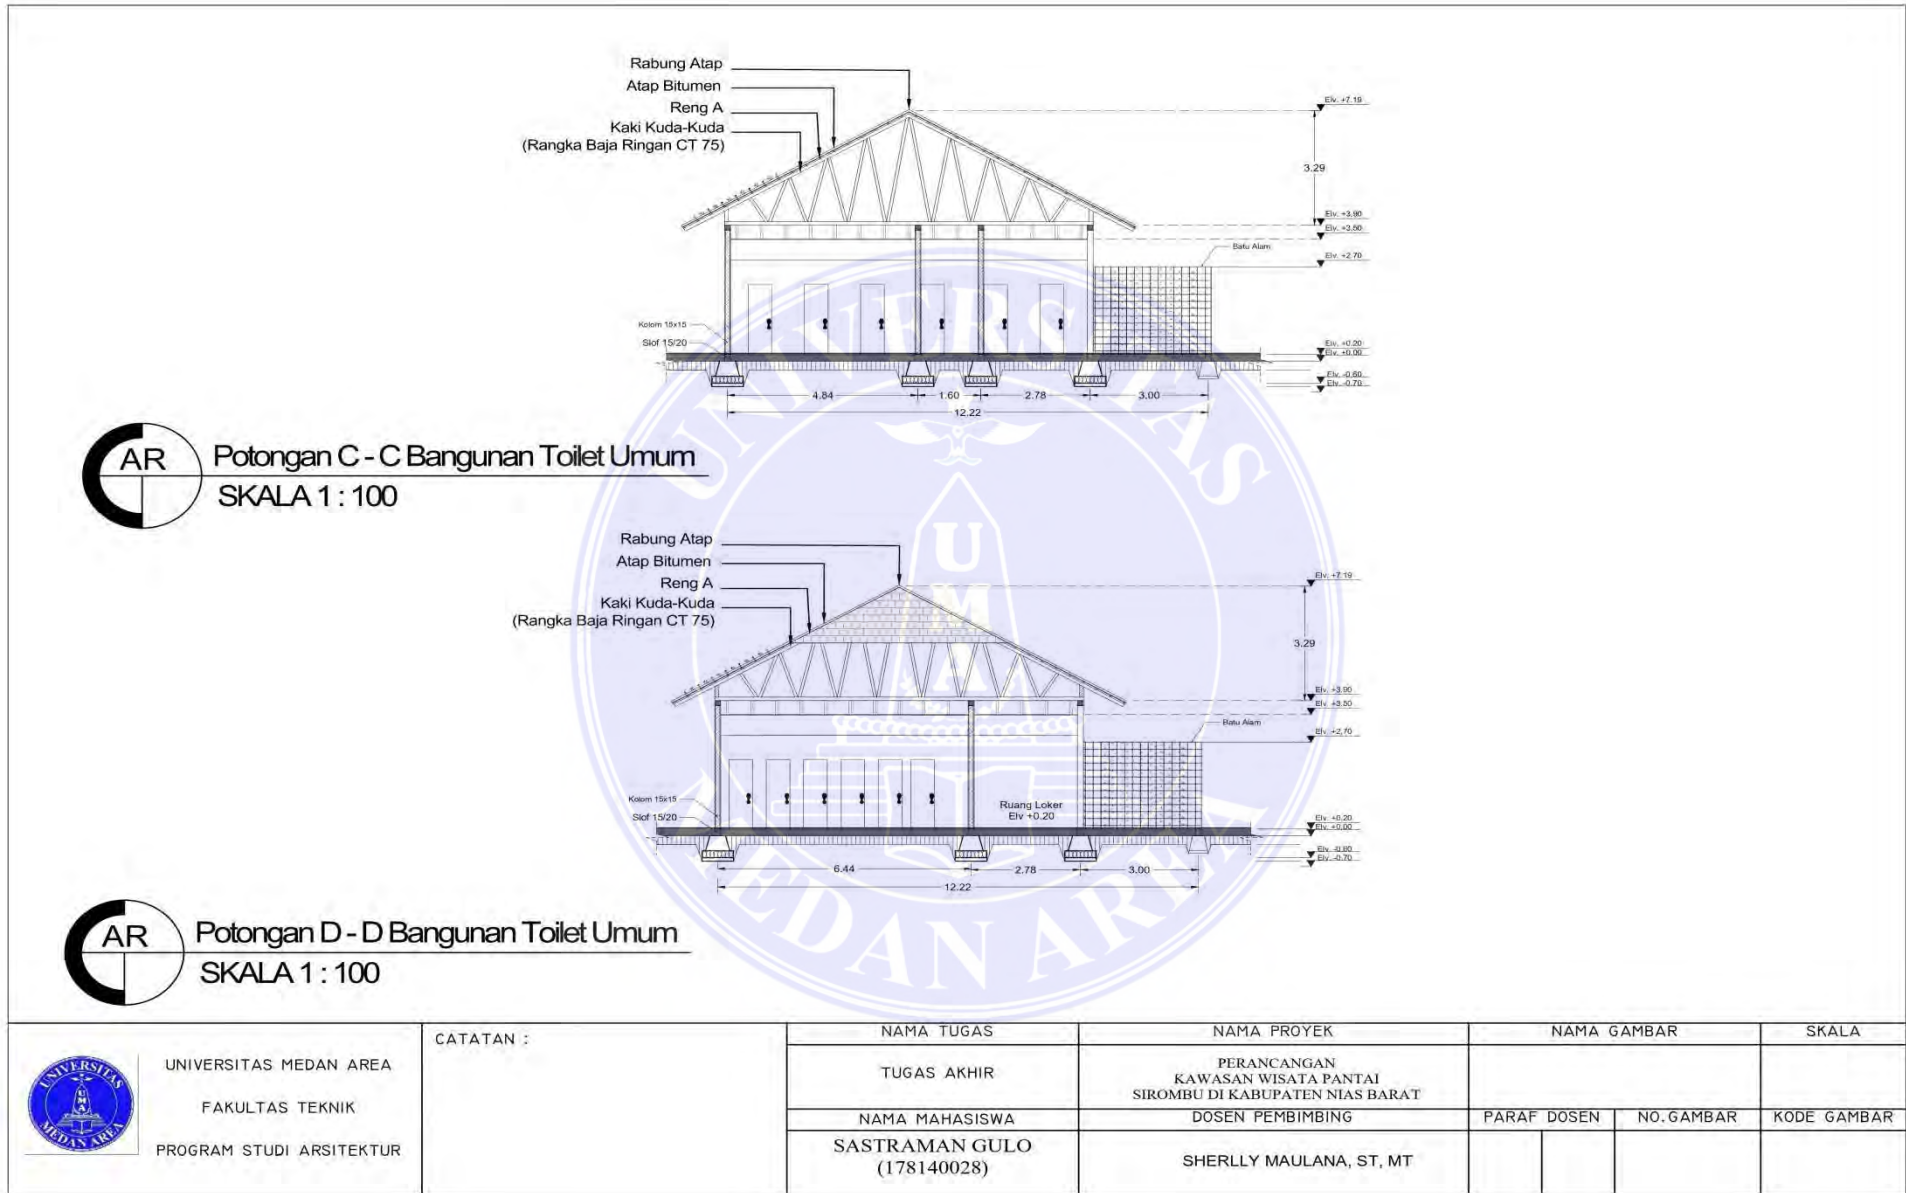 Rabung Atap
Atap Bitumen
Reng A
Kaki Kuda-Kuda
(Rangka Baja Ringan CT 75)
Elv. +7.19
3.29
Elv. +3.90
Elv. +3.50
Batu Alam
Elv. +2.70
Kolom 15x15
Slof 15/20
Elv. +0.20
Elv. +0.00
Elv. -0.60
Elv. -0.70
4.84
1.60
2.78
3.00
12.22
AR
Potongan C - C Bangunan Toilet Umum
SKALA 1 : 100
Rabung Atap
Atap Bitumen
Reng A
Kaki Kuda-Kuda
(Rangka Baja Ringan CT 75)
Elv. +7.19
3.29
Elv. +3.90
Elv. +3.50
Batu Alam
Elv. +2.70
Kolom 15x15
Slof 15/20
Ruang Loker
Elv +0.20
Elv. +0.20
Elv. +0.00
Elv. -0.60
Elv. -0.70
6.44
2.78
3.00
12.22
AR
Potongan D - D Bangunan Toilet Umum
SKALA 1 : 100
UNIVERSITAS
UMA
MEDAN AREA
UNIVERSITAS
UMA
MEDAN AREA
UNIVERSITAS MEDAN AREA
FAKULTAS TEKNIK
PROGRAM STUDI ARSITEKTUR
CATATAN :
NAMA TUGAS
TUGAS AKHIR
NAMA MAHASISWA
SASTRAMAN GULO
(178140028)
NAMA PROYEK
PERANCANGAN
KAWASAN WISATA PANTAI
SIROMBU DI KABUPATEN NIAS BARAT
DOSEN PEMBIMBING
SHERLLY MAULANA, ST, MT
NAMA GAMBAR
SKALA
PARAF DOSEN
NO.GAMBAR
KODE GAMBAR